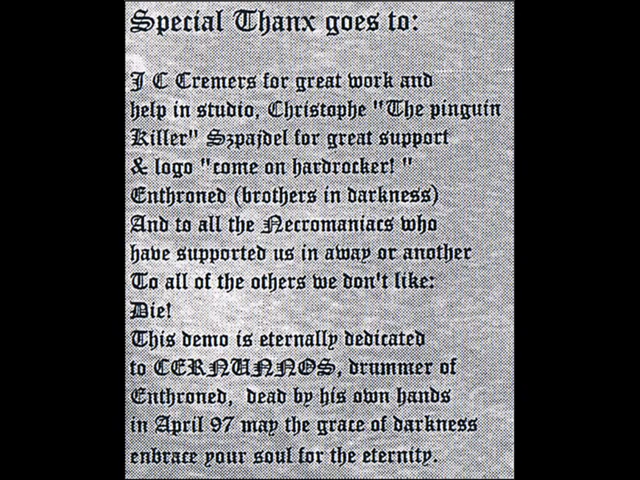 Special Thanx goes to:
J C Cremers for great work and
help in studio, Christophe "The pinguin
Killer" Szpajdel for great support
& logo "come on hardrocker! "
Enthroned (brothers in darkness)
And to all the Necromaniacs who
have supported us in away or another
To all of the others we don't like:
Die!
This demo is eternally dedicated
to CERNUNNOS, drummer of
Enthroned, dead by his own hands
in April 97 may the grace of darkness
enbrace your soul for the eternity.